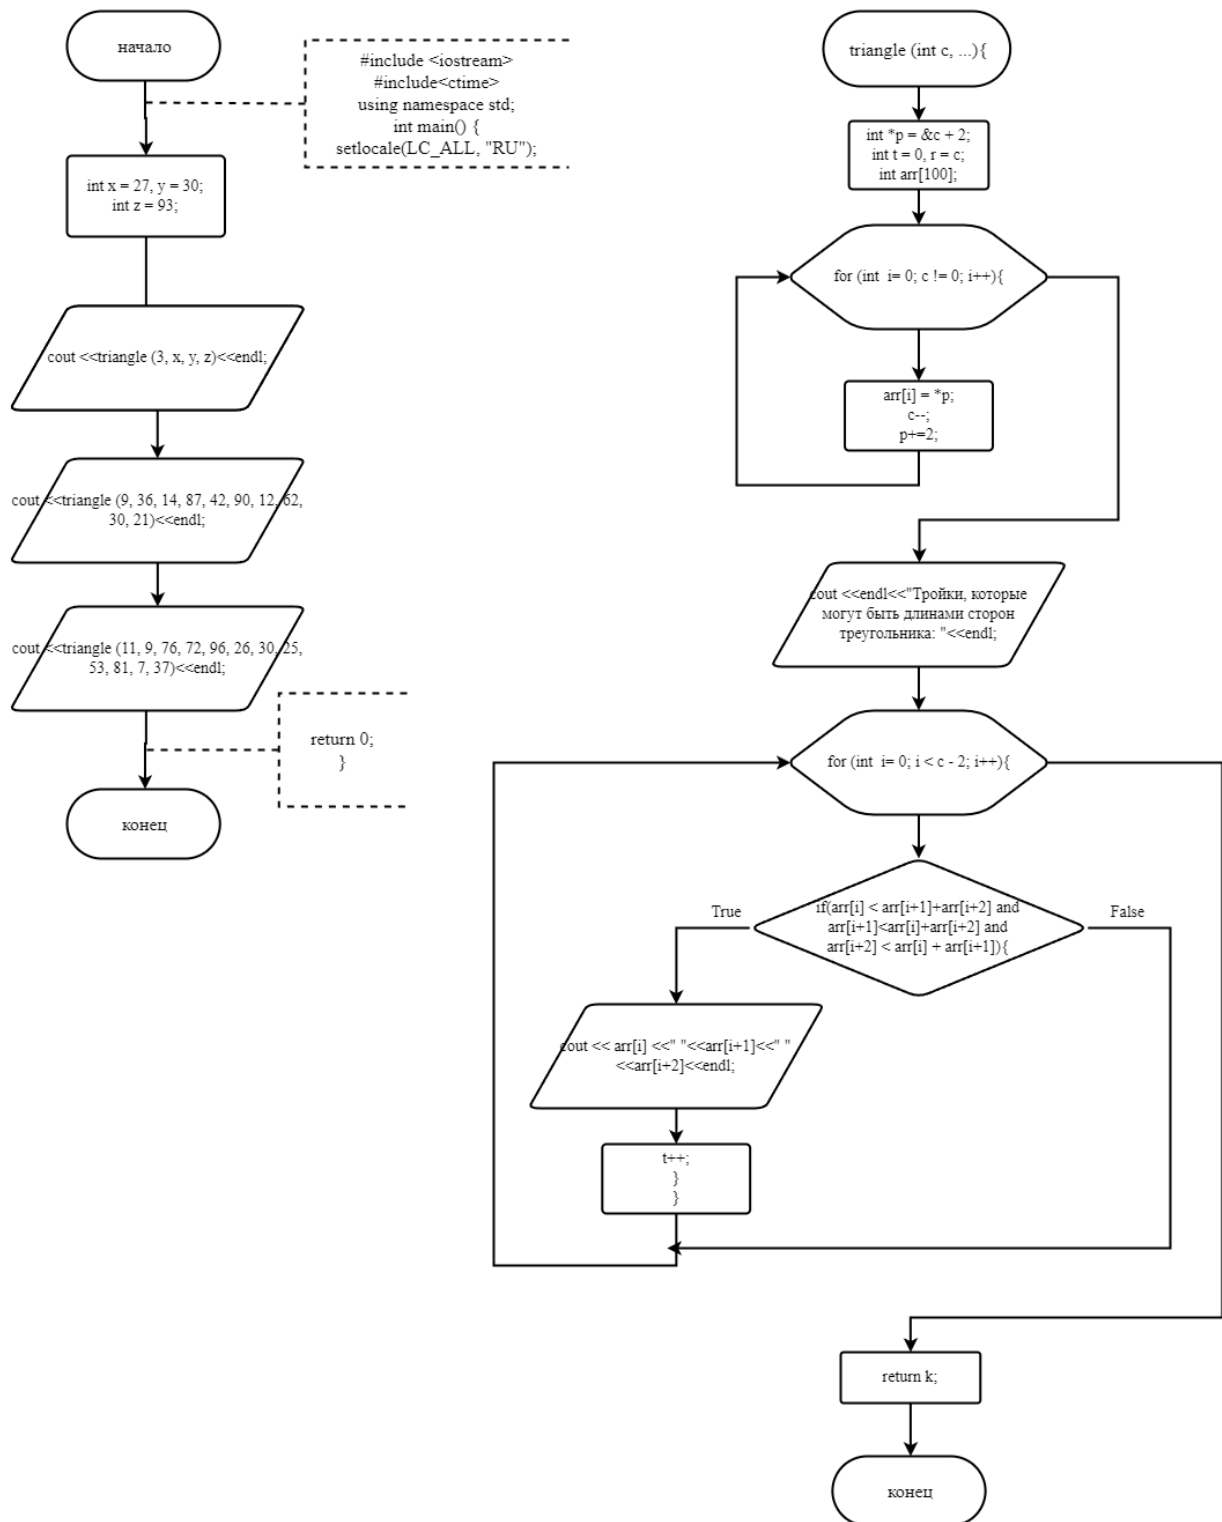 начало
#include <iostream>
#include<ctime>
using namespace std;
int main() {
setlocale(LC_ALL, "RU");
int x = 27, y = 30;
int z = 93;
cout <<triangle (3, x, y, z)<<endl;
cout <<triangle (9, 36, 14, 87, 42, 90, 12, 62,
30, 21)<<endl;
cout <<triangle (11, 9, 76, 72, 96, 26, 30, 25,
53, 81, 7, 37)<<endl;
return 0;
}
конец
triangle (int c, ...){
int *p = &c + 2;
int t = 0, r = c;
int arr[100];
for (int i= 0; c != 0; i++){
arr[i] = *p;
c--;
p+=2;
cout <<endl<<"Тройки, которые
могут быть длинами сторон
треугольника: "<<endl;
for (int i= 0; i < c - 2; i++){
True
if(arr[i] < arr[i+1]+arr[i+2] and
arr[i+1]<arr[i]+arr[i+2] and
arr[i+2] < arr[i] + arr[i+1]){
False
cout << arr[i] <<" "<<arr[i+1]<<" "
<<arr[i+2]<<endl;
t++;
}
}
return k;
конец